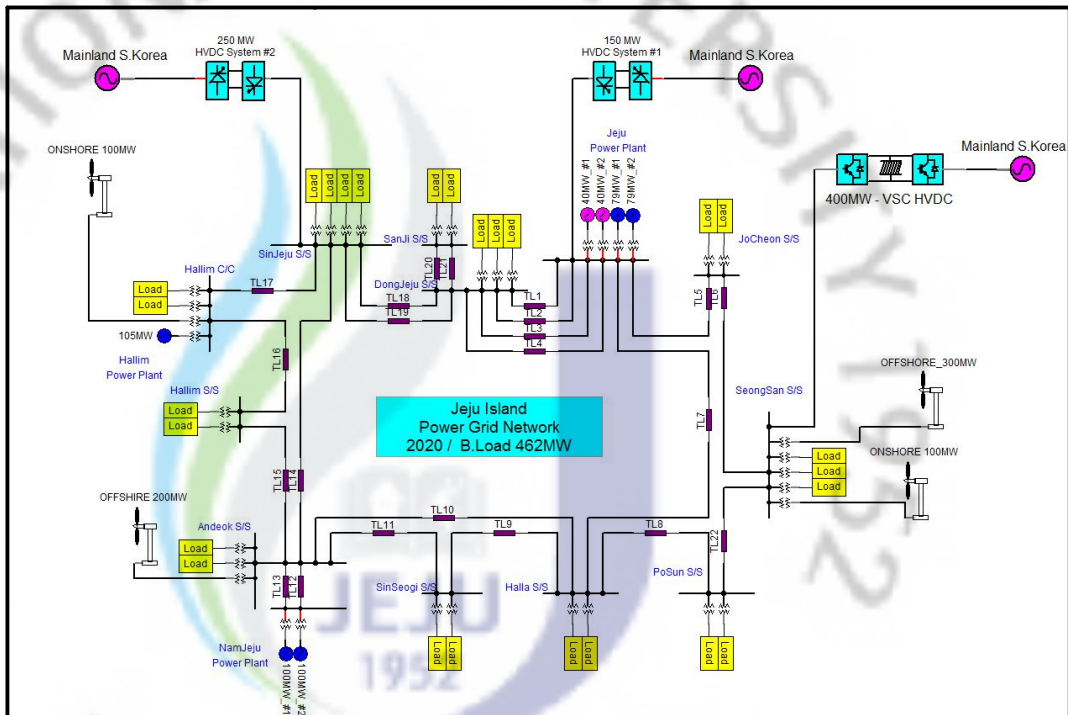 250 MW
HVDC System #2
Mainland S.Korea
150 MW
HVDC System #1
Mainland S.Korea
Mainland S.Korea
400MW - VSC HVDC
ONSHORE 100MW
Jeju
Power Plant
40MW_#1
40MW_#2
79MW_#1
79MW_#2
Load
Load
Load
Load
Load
Load
Load
Load
Load
Load
Load
SinJeju S/S
SanJi S/S
JoCheon S/S
TL20
TL21
Hallim C/C
TL17
DongJeju S/S
TL18
TL19
TL1
TL2
TL3
TL4
TL5
TL6
Load
Load
105MW
Hallim
Power Plant
TL16
Hallim S/S
Load
Load
Jeju Island
Power Grid Network
2020 / B.Load 462MW
TL7
SeongSan S/S
OFFSHORE_300MW
ONSHORE 100MW
Load
Load
Load
TL15
TL14
OFFSHIRE 200MW
Andeok S/S
Load
Load
TL10
TL11
TL9
TL8
TL22
TL13
TL12
SinSeogi S/S
Halla S/S
PoSun S/S
NamJeju
Power Plant
100MW_#1
100MW_#2
Load
Load
Load
Load
Load
Load
JEJU
1952
1952